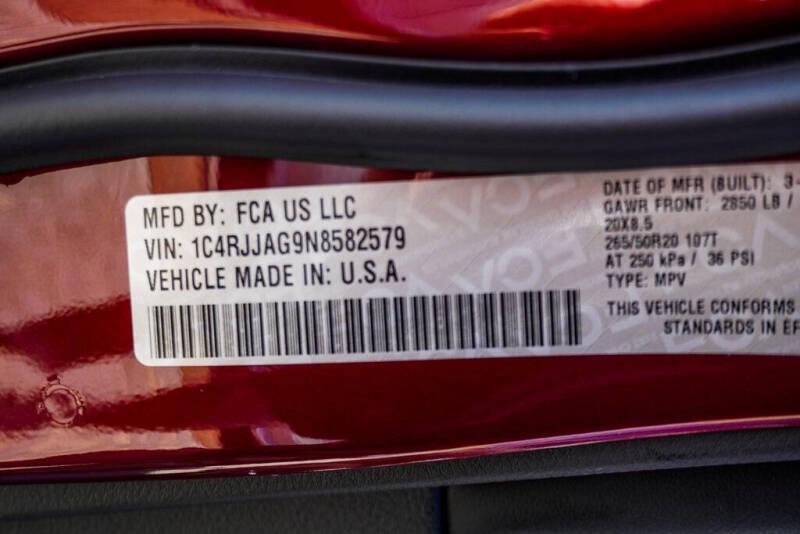 MFD BY: FCA US LLC
VIN: 1C4RJJAG9N8582579
VEHICLE MADE IN: U.S.A.
DATE OF MFR (BUILT): 3-
GAWR FRONT: 2850 LB /
20X8.5
265/50R20 107T
AT 250 kPa / 36 PSI
TYPE: MPV
THIS VEHICLE CONFORMS
STANDARDS IN EF